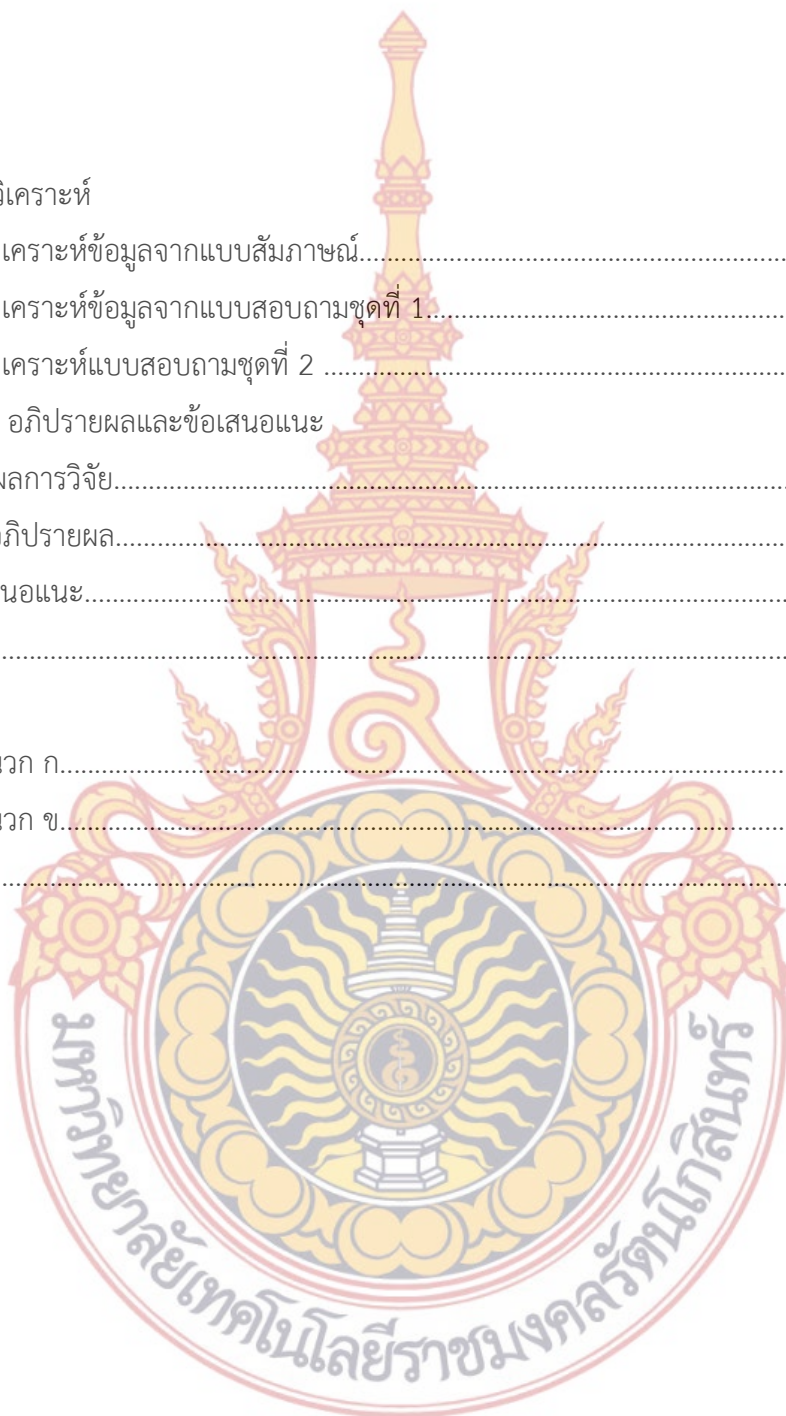 วิเคราะห์
เคราะห์ข้อมูลจากแบบสัมภาษณ์
เคราะห์ข้อมูลจากแบบสอบถามชุดที่ 1
เคราะห์แบบสอบถามชุดที่ 2
อภิปรายผลและข้อเสนอแนะ
ผลการวิจัย
อภิปรายผล
สนอแนะ
นวก ก
นวก ข
มหาวิทยาลัยเทคโนโลยีราชมงคลรัตนโกสินทร์